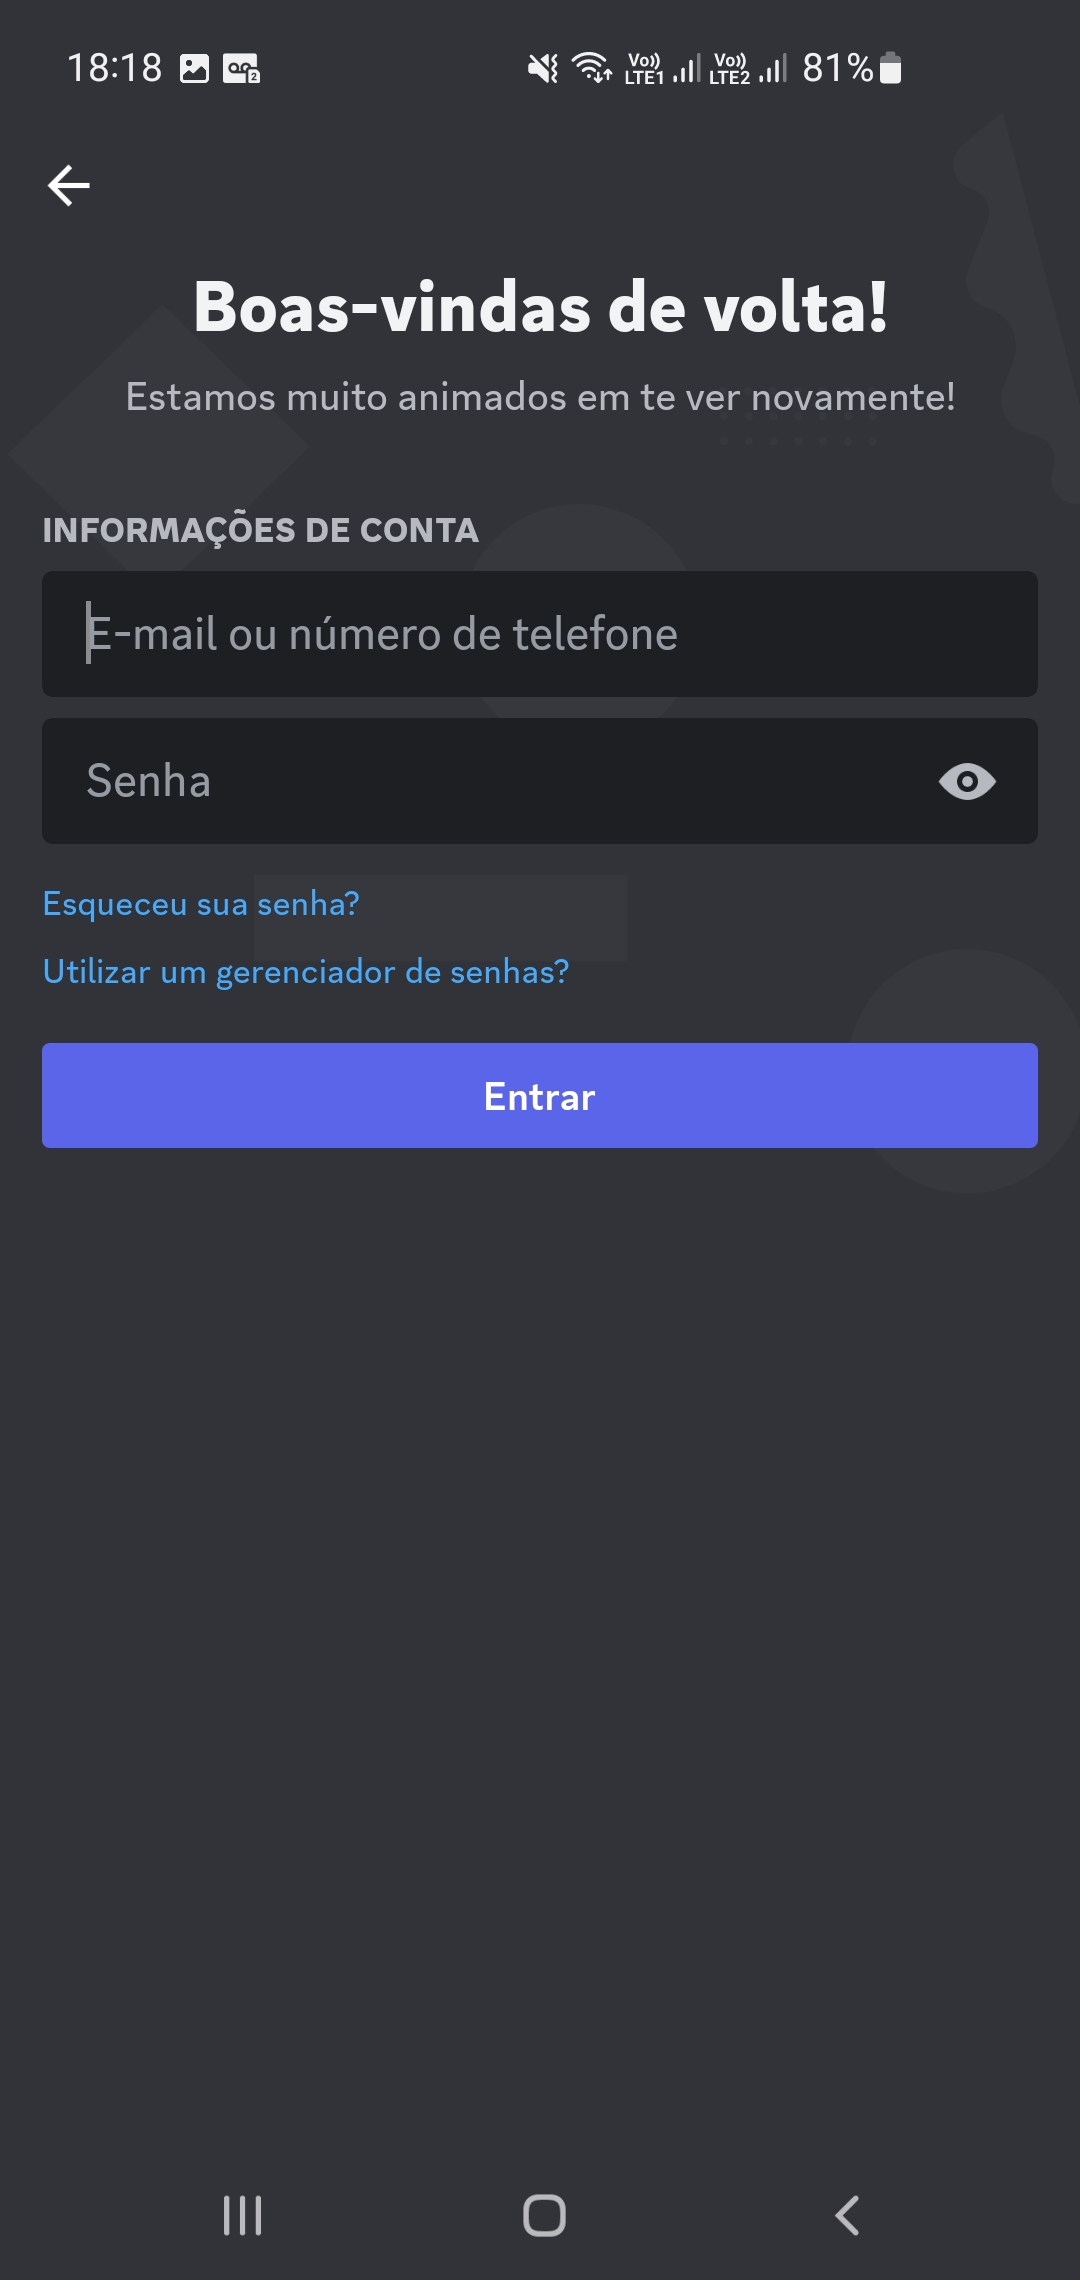 18:18 2 Vo)) LTE1 Vo)) LTE2 81%
Boas-vindas de volta!
Estamos muito animados em te ver novamente!
INFORMAÇÕES DE CONTA
E-mail ou número de telefone
Senha
Esqueceu sua senha?
Utilizar um gerenciador de senhas?
Entrar